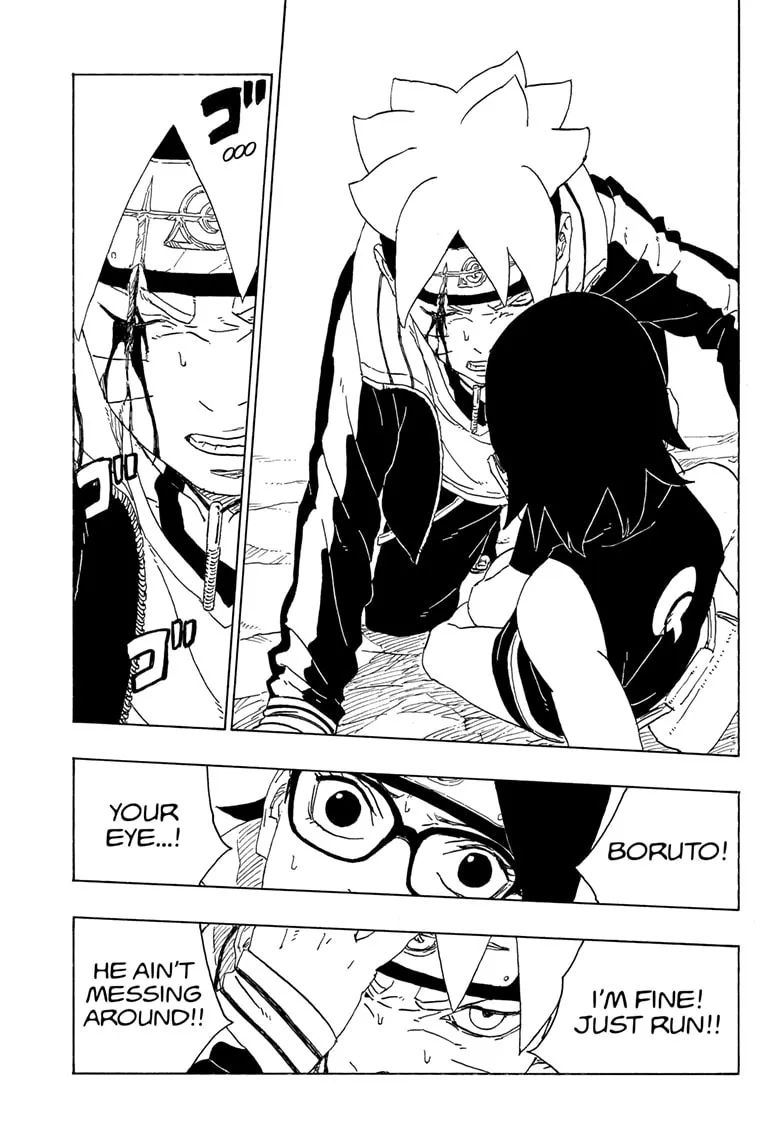 ゴ゙
ゴ
ゴ
BORUTO!
YOUR
EYE...!
I'M FINE!
JUST RUN!!
HE AIN'T
MESSING
AROUND!!